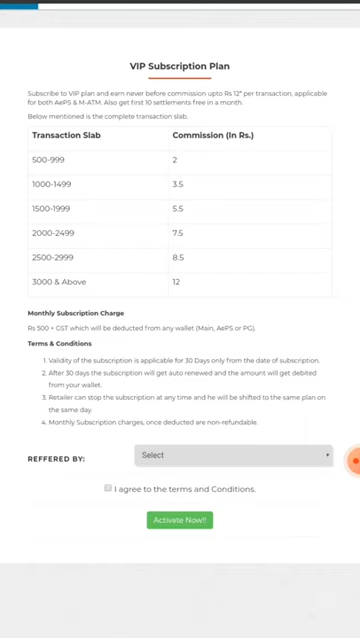 VIP Subscription Plan
Subscribe to VIP plan and earn never before commission upto Rs 12* per transaction, applicable
for both AePS & M-ATM. Also get first 10 settlements free in a month.
Below mentioned is the complete transaction slab.
Transaction Slab Commission (In Rs.)
500-999 2
1000-1499 3.5
1500-1999 5.5
2000-2499 7.5
2500-2999 8.5
3000 & Above 12
Monthly Subscription Charge
Rs 500 + GST which will be deducted from any wallet (Main, AePS or PG).
Terms & Conditions
1. Validity of the subscription is applicable for 30 Days only from the date of subscription.
2. After 30 days the subscription will get auto renewed and the amount will get debited
from your wallet.
3. Retailer can stop the subscription at any time and he will be shifted to the same plan on
the same day.
4. Monthly Subscription charges, once deducted are non-refundable.
REFFERED BY: Select
I agree to the terms and Conditions.
Activate Now!!